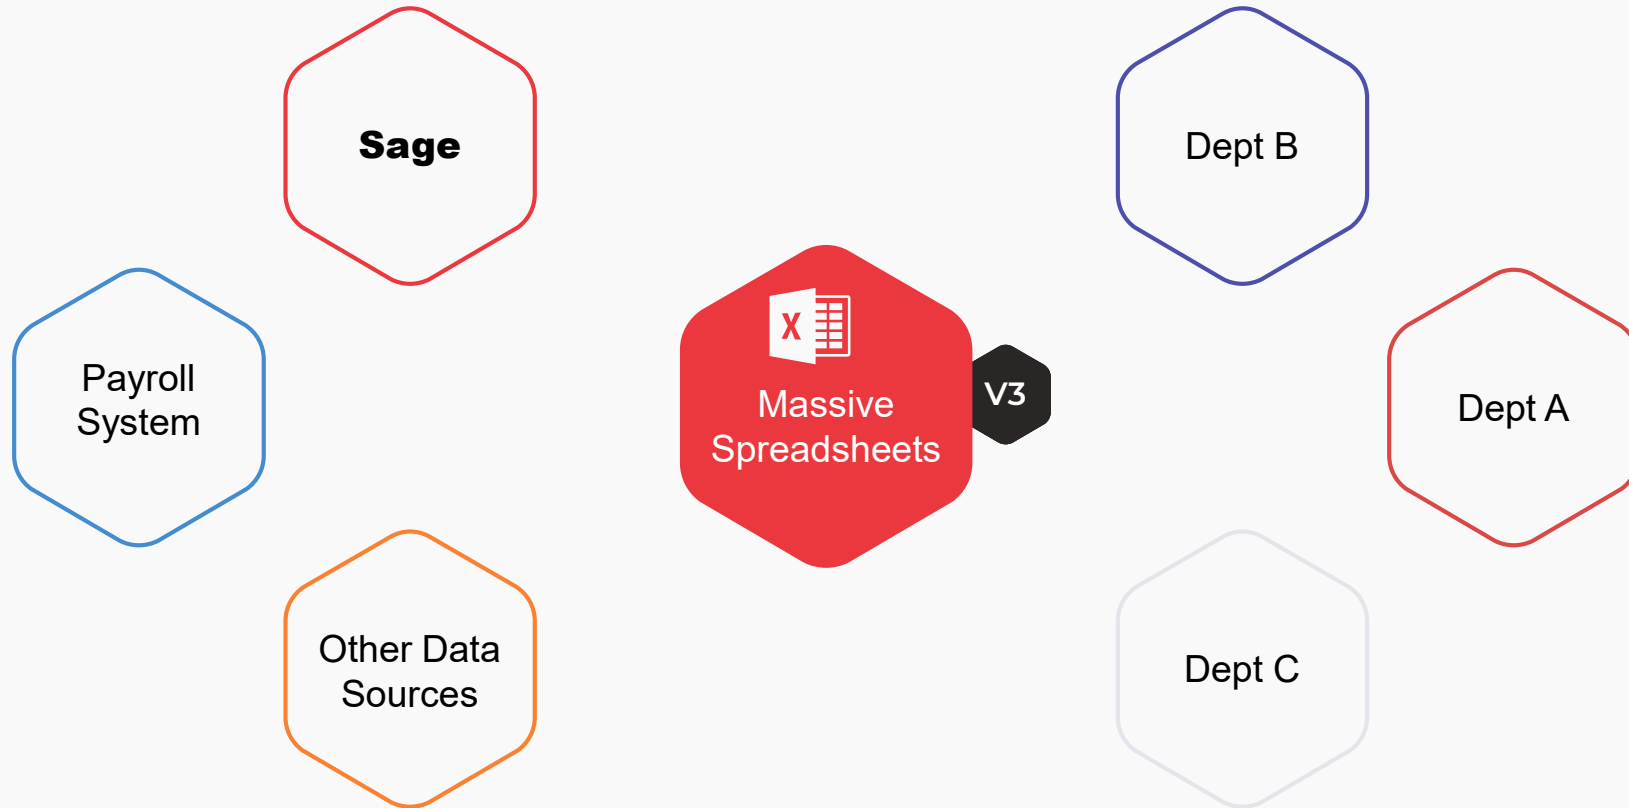 Sage
Dept B
Payroll
System
X
Massive
Spreadsheets
V3
Dept A
Other Data
Sources
Dept C